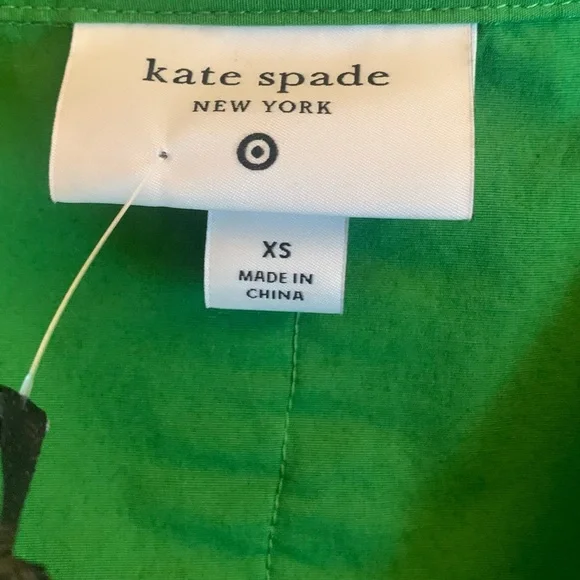 kate spade
NEW YORK
XS
MADE IN
CHINA